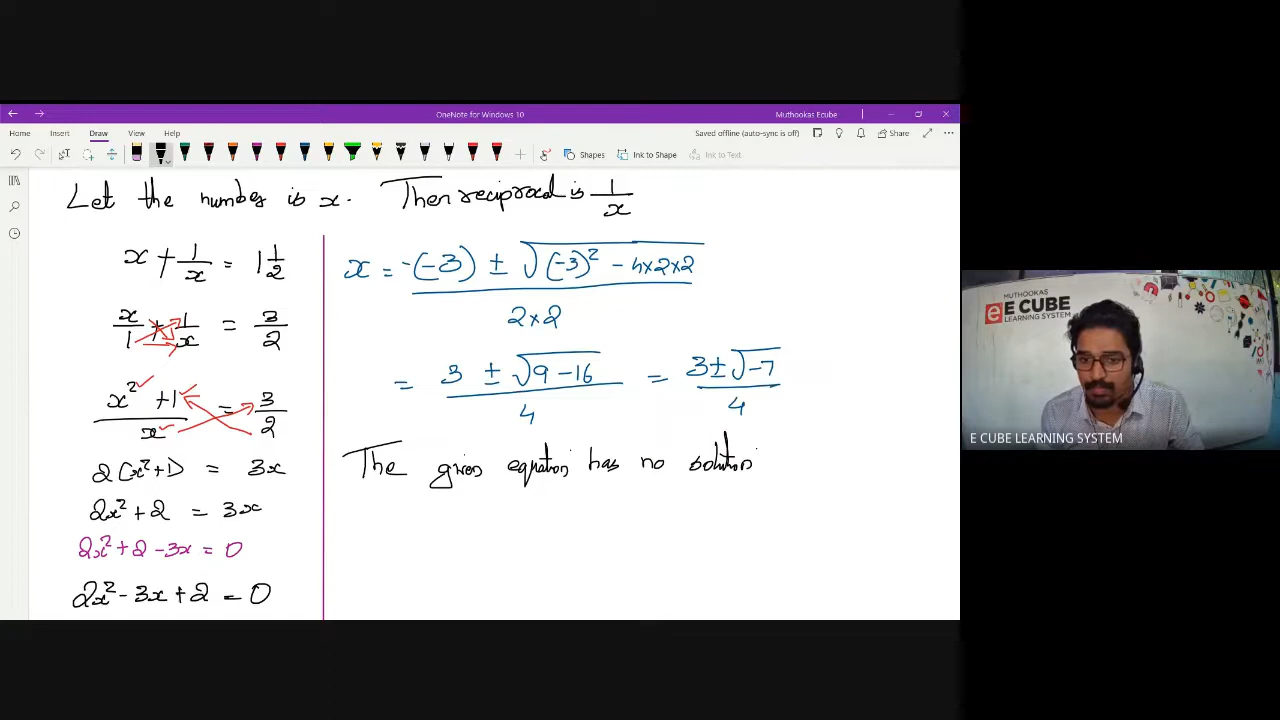 OneNote for Windows 10
Muthookas Ecube
Home Insert Draw View Help
Saved offline (auto-sync is off)
Share
Shapes
Ink to Shape
Ink to Text
Let the number is x. Then reciprocal is 1/x
x + 1/x = 1 1/2
x/1 + 1/x = 3/2
x² + 1 / x = 3/2
2(x²+1) = 3x
2x² + 2 = 3x
2x² + 2 - 3x = 0
2x² - 3x + 2 = 0
x = -(-3) ± √(-3)² - 4×2×2 / 2×2
= 3 ± √9 - 16 / 4 = 3 ± √-7 / 4
The given equation has no solution
MUTHOOKAS
e E CUBE
LEARNING SYSTEM
E CUBE LEARNING SYSTEM